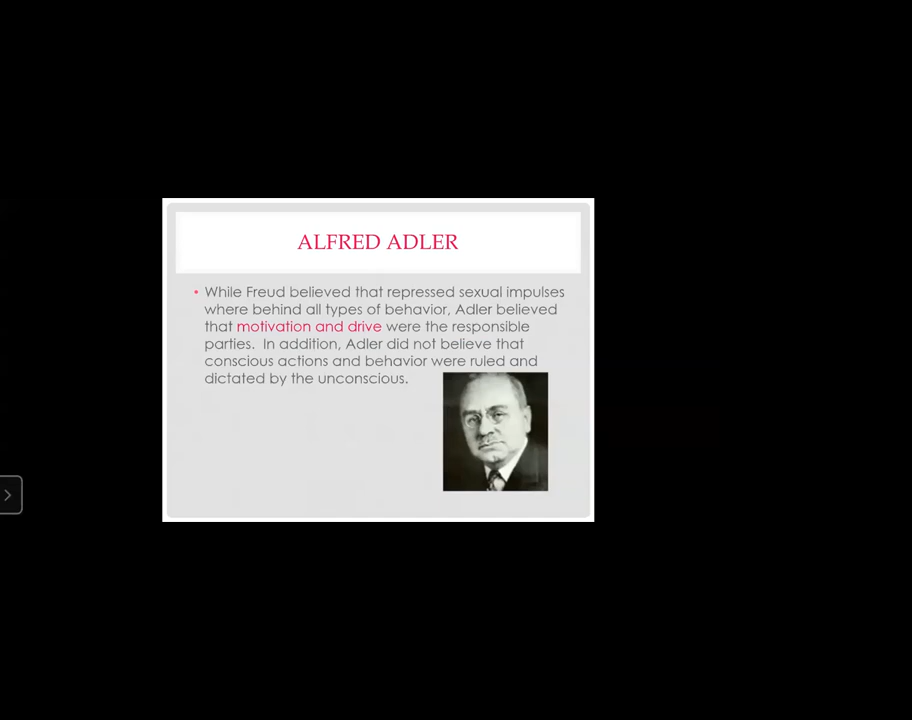 ALFRED ADLER
• While Freud believed that repressed sexual impulses
where behind all types of behavior, Adler believed
that motivation and drive were the responsible
parties.  In addition, Adler did not believe that
conscious actions and behavior were ruled and
dictated by the unconscious.